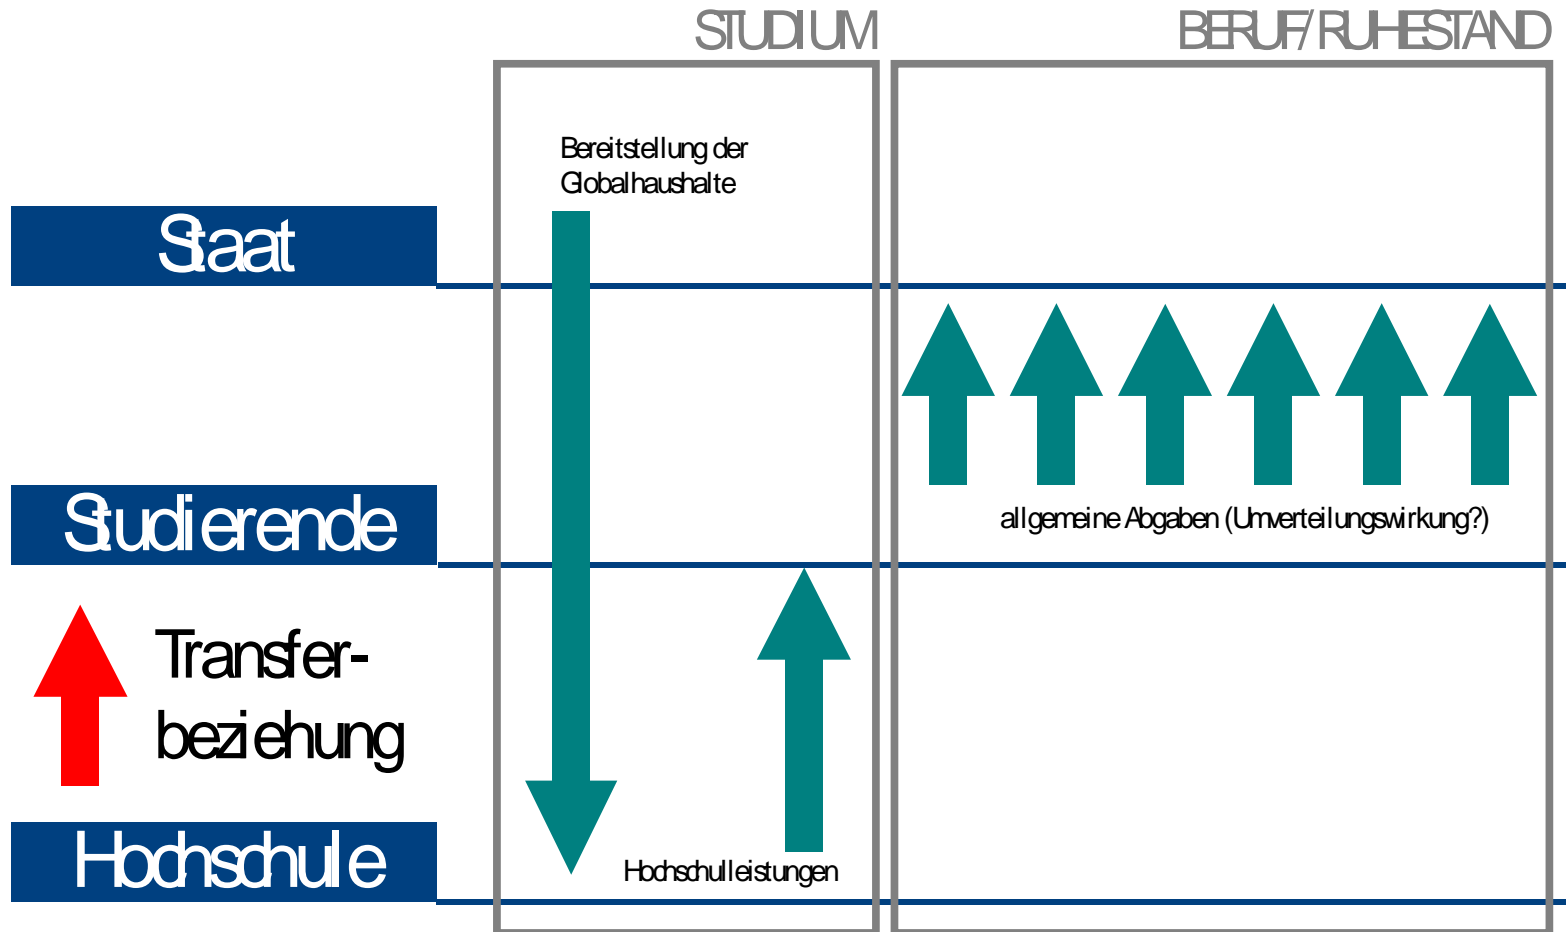 STUDIUM
BERUF/ RUHESTAND
Bereitstellung der
Globalhaushalte
Staat
Studierende
allgemeine Abgaben (Umverteilungswirkung?)
Transfer-
beziehung
Hochschule
Hochschulleistungen